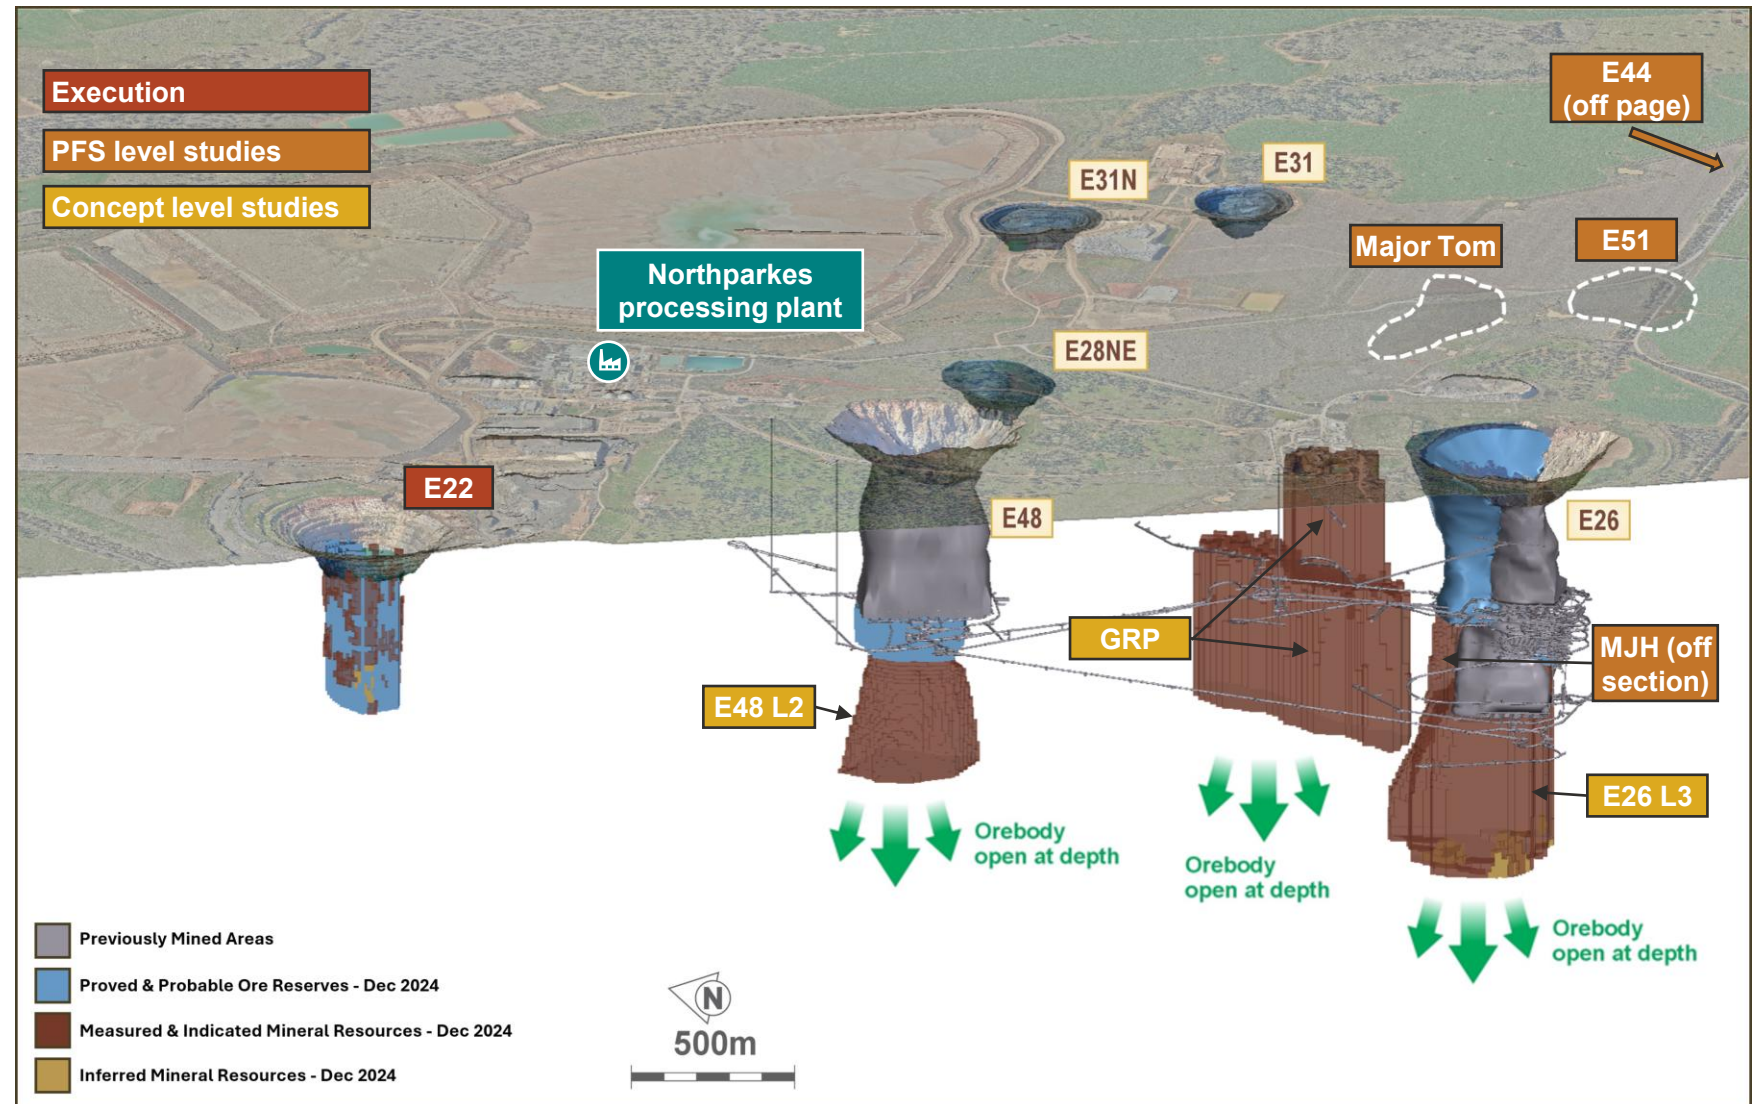 Execution
PFS level studies
Concept level studies
E44
(off page)
E31
E31N
Major Tom
E51
Northparkes
processing plant
E28NE
E22
E48
E26
GRP
MJH (off
section)
E48 L2
E26 L3
Orebody
open at depth
Orebody
open at depth
Orebody
open at depth
Previously Mined Areas
Proved & Probable Ore Reserves - Dec 2024
Measured & Indicated Mineral Resources - Dec 2024
Inferred Mineral Resources - Dec 2024
N
500m